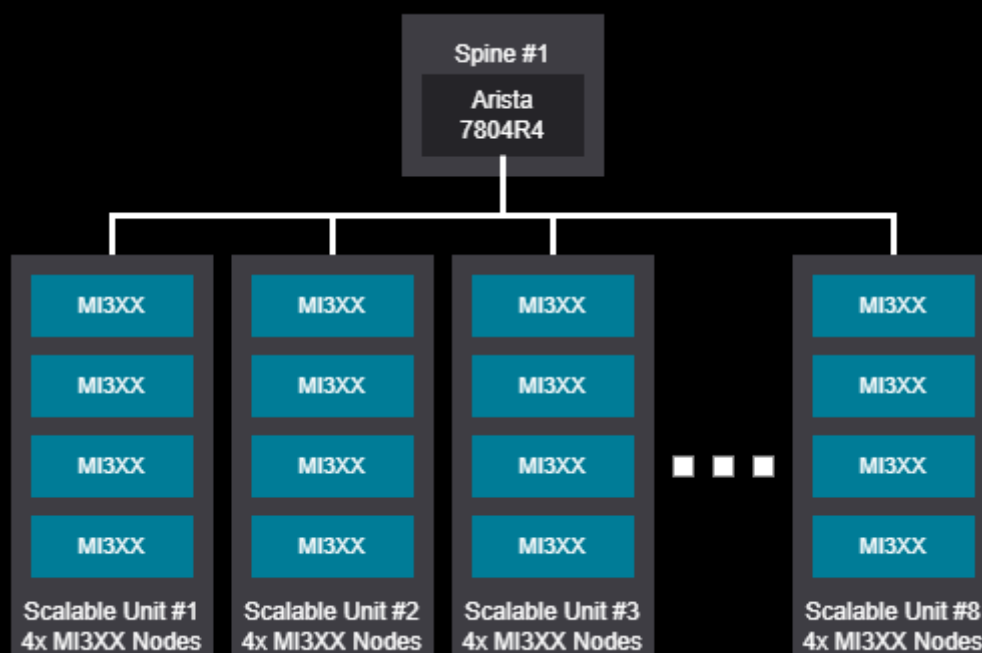 Spine #1
Arista
7804R4
MI3XX
MI3XX
MI3XX
MI3XX
Scalable Unit #1
4x MI3XX Nodes
MI3XX
MI3XX
MI3XX
MI3XX
Scalable Unit #2
4x MI3XX Nodes
MI3XX
MI3XX
MI3XX
MI3XX
Scalable Unit #3
4x MI3XX Nodes
MI3XX
MI3XX
MI3XX
MI3XX
Scalable Unit #8
4x MI3XX Nodes